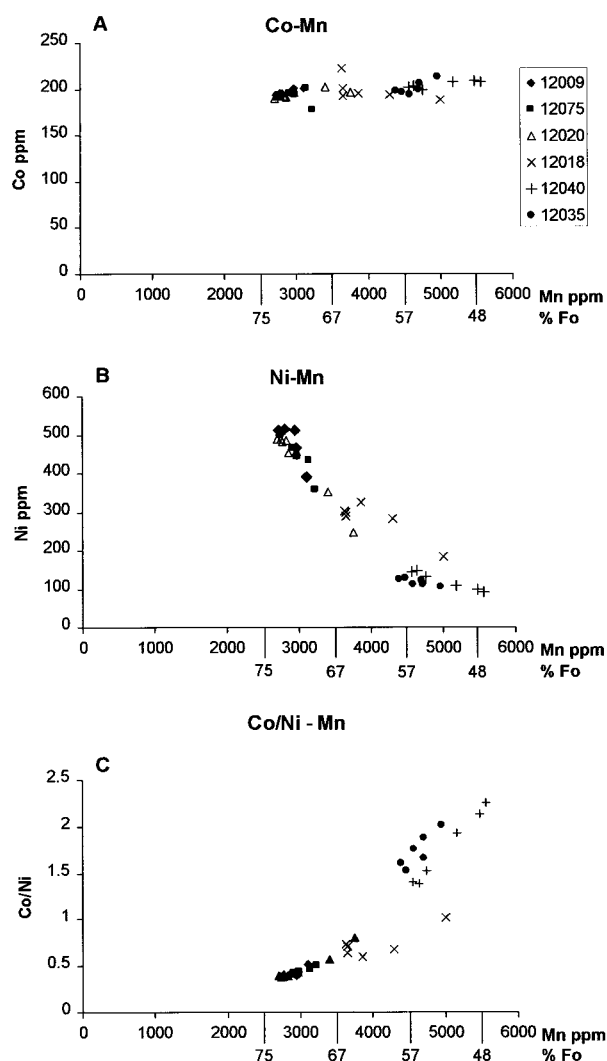 A
Co-Mn
250
200
150
100
50
0
Co ppm
0 1000 2000 3000 4000 5000 6000 Mn ppm
75 67 57 48 % Fo
12009
12075
12020
12018
12040
12035
B
Ni-Mn
600
500
400
300
200
100
0
Ni ppm
0 1000 2000 3000 4000 5000 6000 Mn ppm
75 67 57 48 % Fo
Co/Ni - Mn
C
2.5
2
1.5
1
0.5
0
Co/Ni
0 1000 2000 3000 4000 5000 6000 Mn ppm
75 67 57 48 % Fo